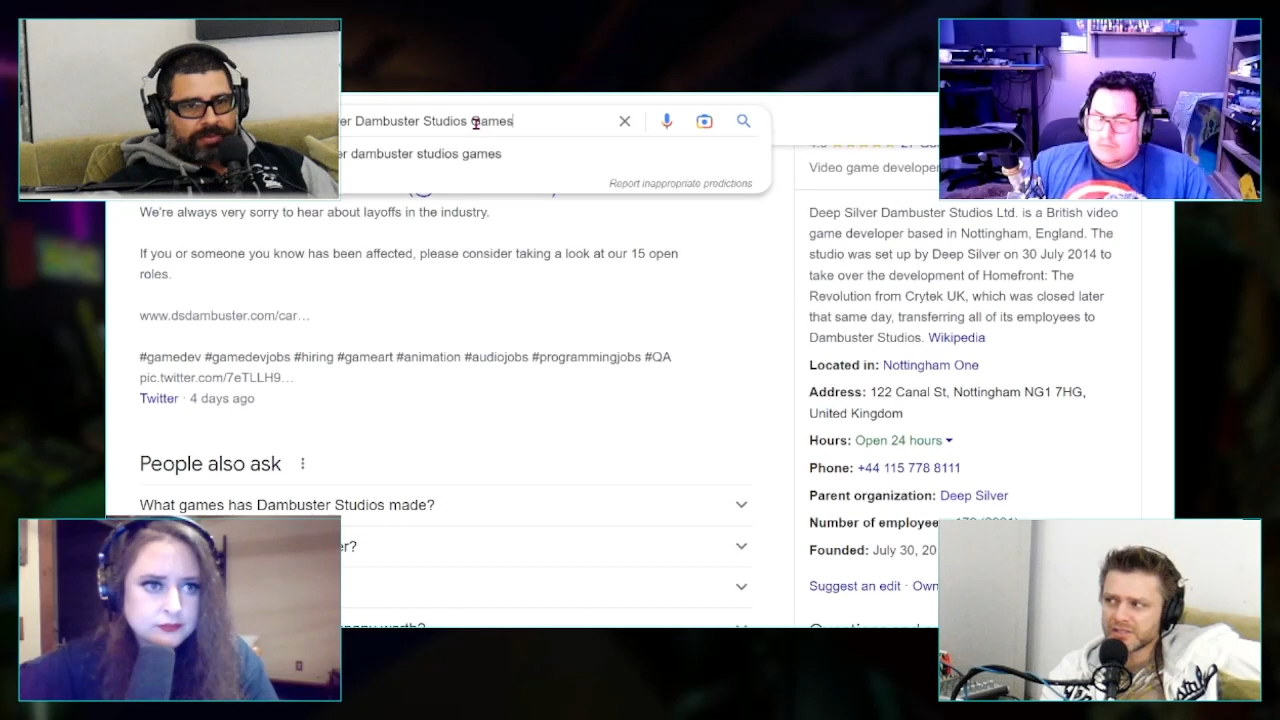 er Dambuster Studios Games
er dambuster studios games
Report inappropriate predictions
We're always very sorry to hear about layoffs in the industry.
If you or someone you know has been affected, please consider taking a look at our 15 open
roles.
www.dsdambuster.com/car...
#gamedev #gamedevjobs #hiring #gameart #animation #audiojobs #programmingjobs #QA
pic.twitter.com/7eTLLH9...
Twitter · 4 days ago
People also ask
What games has Dambuster Studios made?
er?
Video game developer
Deep Silver Dambuster Studios Ltd. is a British video
game developer based in Nottingham, England. The
studio was set up by Deep Silver on 30 July 2014 to
take over the development of Homefront: The
Revolution from Crytek UK, which was closed later
that same day, transferring all of its employees to
Dambuster Studios. Wikipedia
Located in: Nottingham One
Address: 122 Canal St, Nottingham NG1 7HG,
United Kingdom
Hours: Open 24 hours
Phone: +44 115 778 8111
Parent organization: Deep Silver
Number of employee
Founded: July 30, 20
Suggest an edit · Own